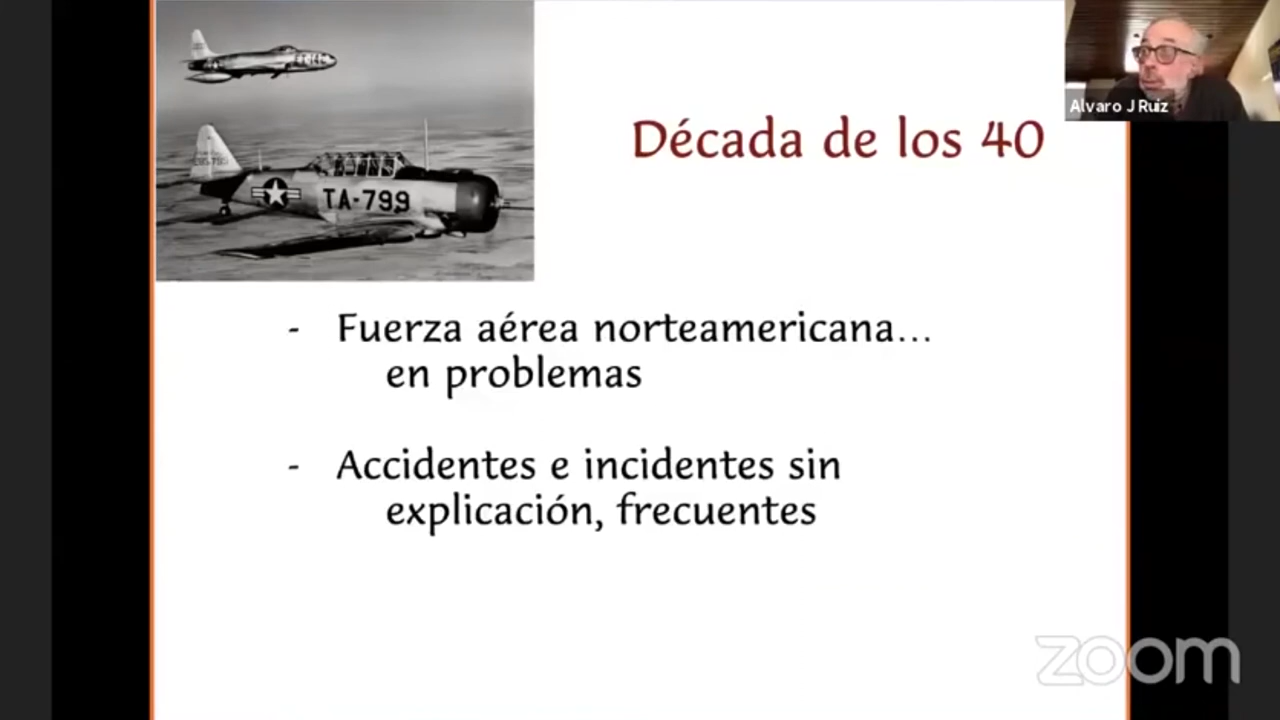 Alvaro J Ruiz
Década de los 40
TA-799
- Fuerza aérea norteamericana...
en problemas
- Accidentes e incidentes sin
explicación, frecuentes
zoom